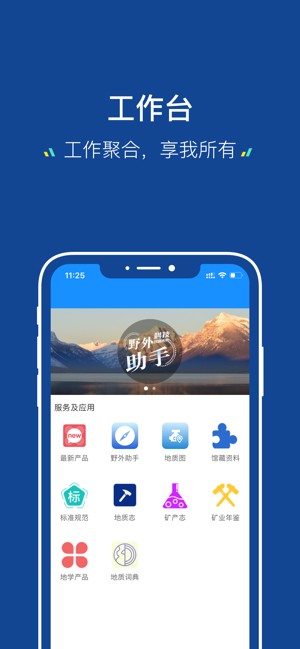 工作台
工作聚合，享我所有
11:25
野外 科技
助手
服务及应用
new
最新产品 野外助手 地质图 馆藏资料
标
标准规范 地质志 矿产志 矿业年鉴
地学产品 地质词典